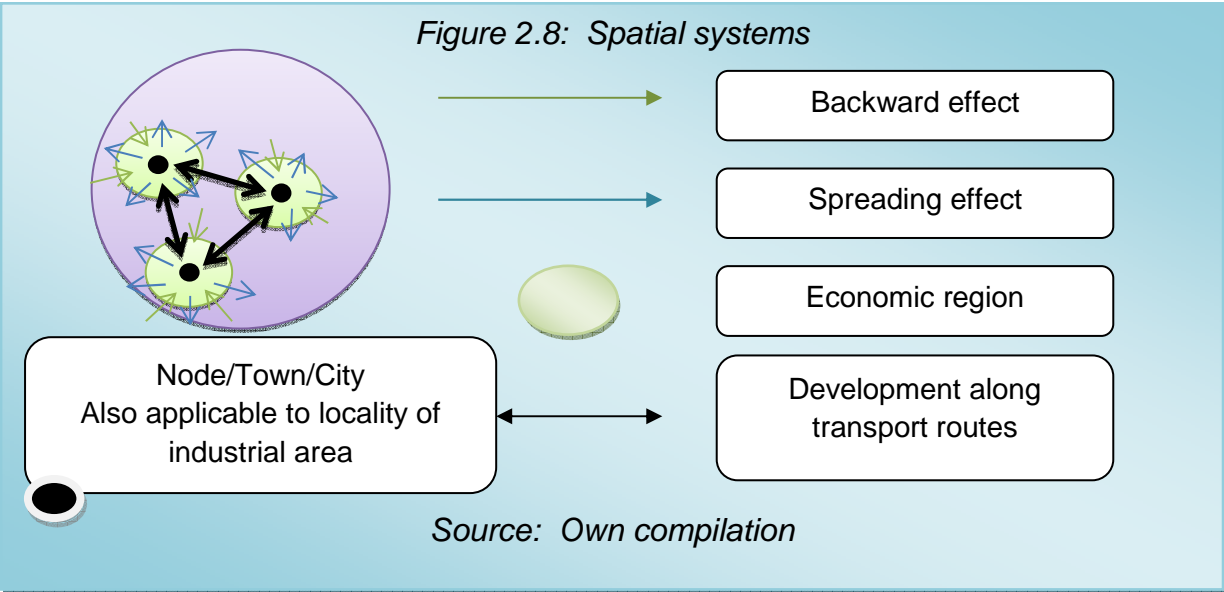 Figure 2.8: Spatial systems
Backward effect
Spreading effect
Economic region
Node/Town/City
Also applicable to locality of
industrial area
Development along
transport routes
Source: Own compilation